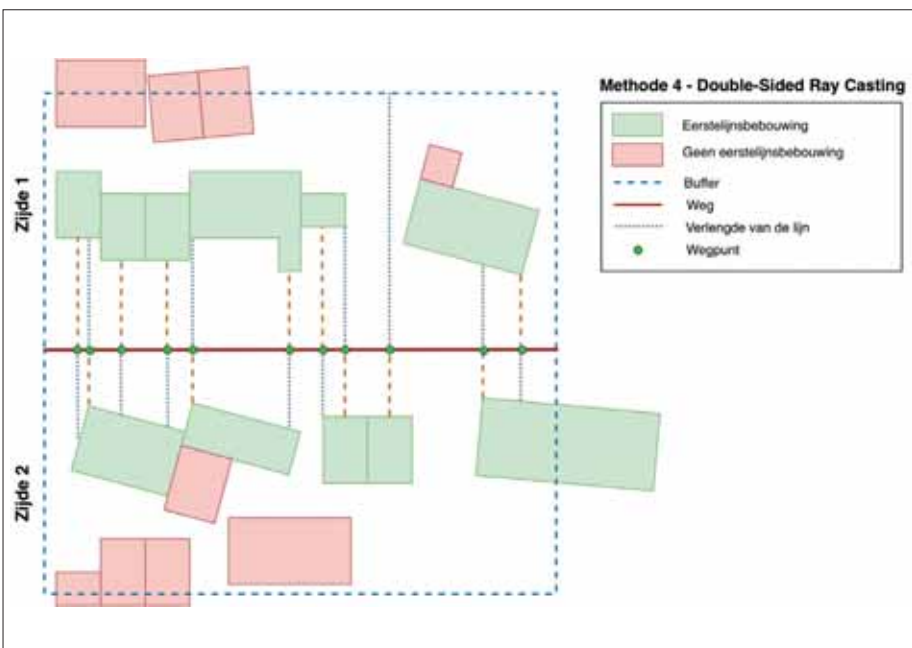 Methode 4 - Double-Sided Ray Casting
Eerstelijnsbebouwing
Geen eerstelijnsbebouwing
Buffer
Weg
Verlengde van de lijn
Wegpunt
Zijde 1
Zijde 2